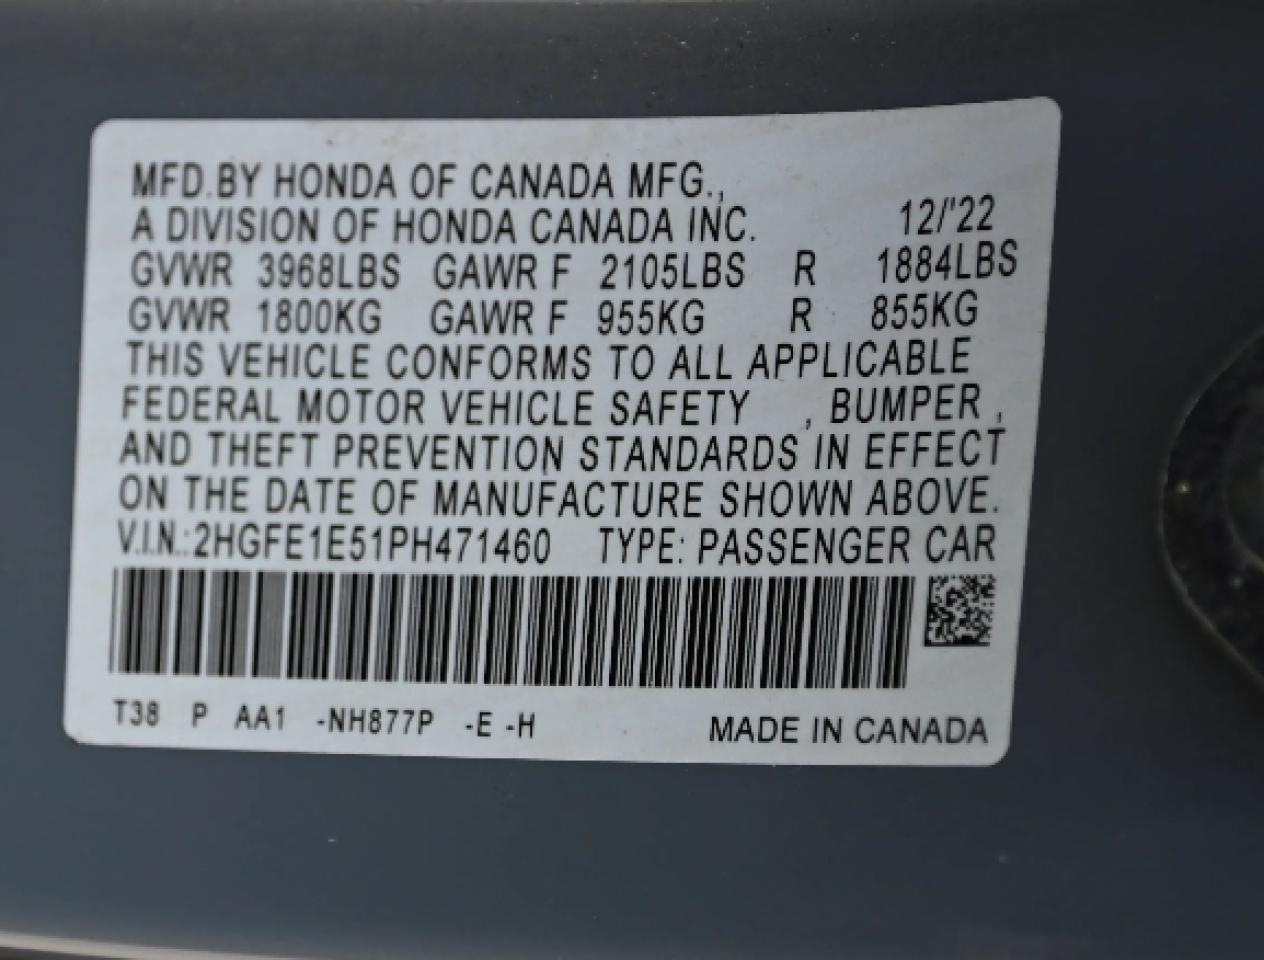 MFD.BY HONDA OF CANADA MFG.,
A DIVISION OF HONDA CANADA INC. 12/'22
GVWR 3968LBS GAWR F 2105LBS R 1884LBS
GVWR 1800KG GAWR F 955KG R 855KG
THIS VEHICLE CONFORMS TO ALL APPLICABLE
FEDERAL MOTOR VEHICLE SAFETY , BUMPER ,
AND THEFT PREVENTION STANDARDS IN EFFECT
ON THE DATE OF MANUFACTURE SHOWN ABOVE.
V.I.N.:2HGFE1E51PH471460 TYPE: PASSENGER CAR
T38 P AA1 -NH877P -E -H MADE IN CANADA